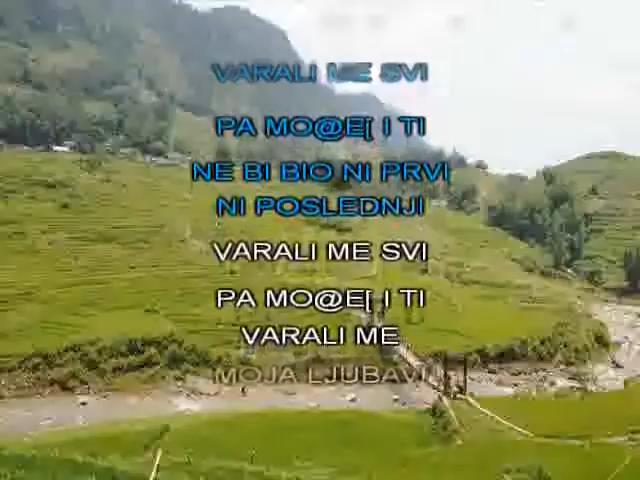 VARALI ME SVI
PA MO@E[ I TI
NE BI BIO NI PRVI
NI POSLEDNJI
VARALI ME SVI
PA MO@E[ I TI
VARALI ME
MOJA LJUBAVI